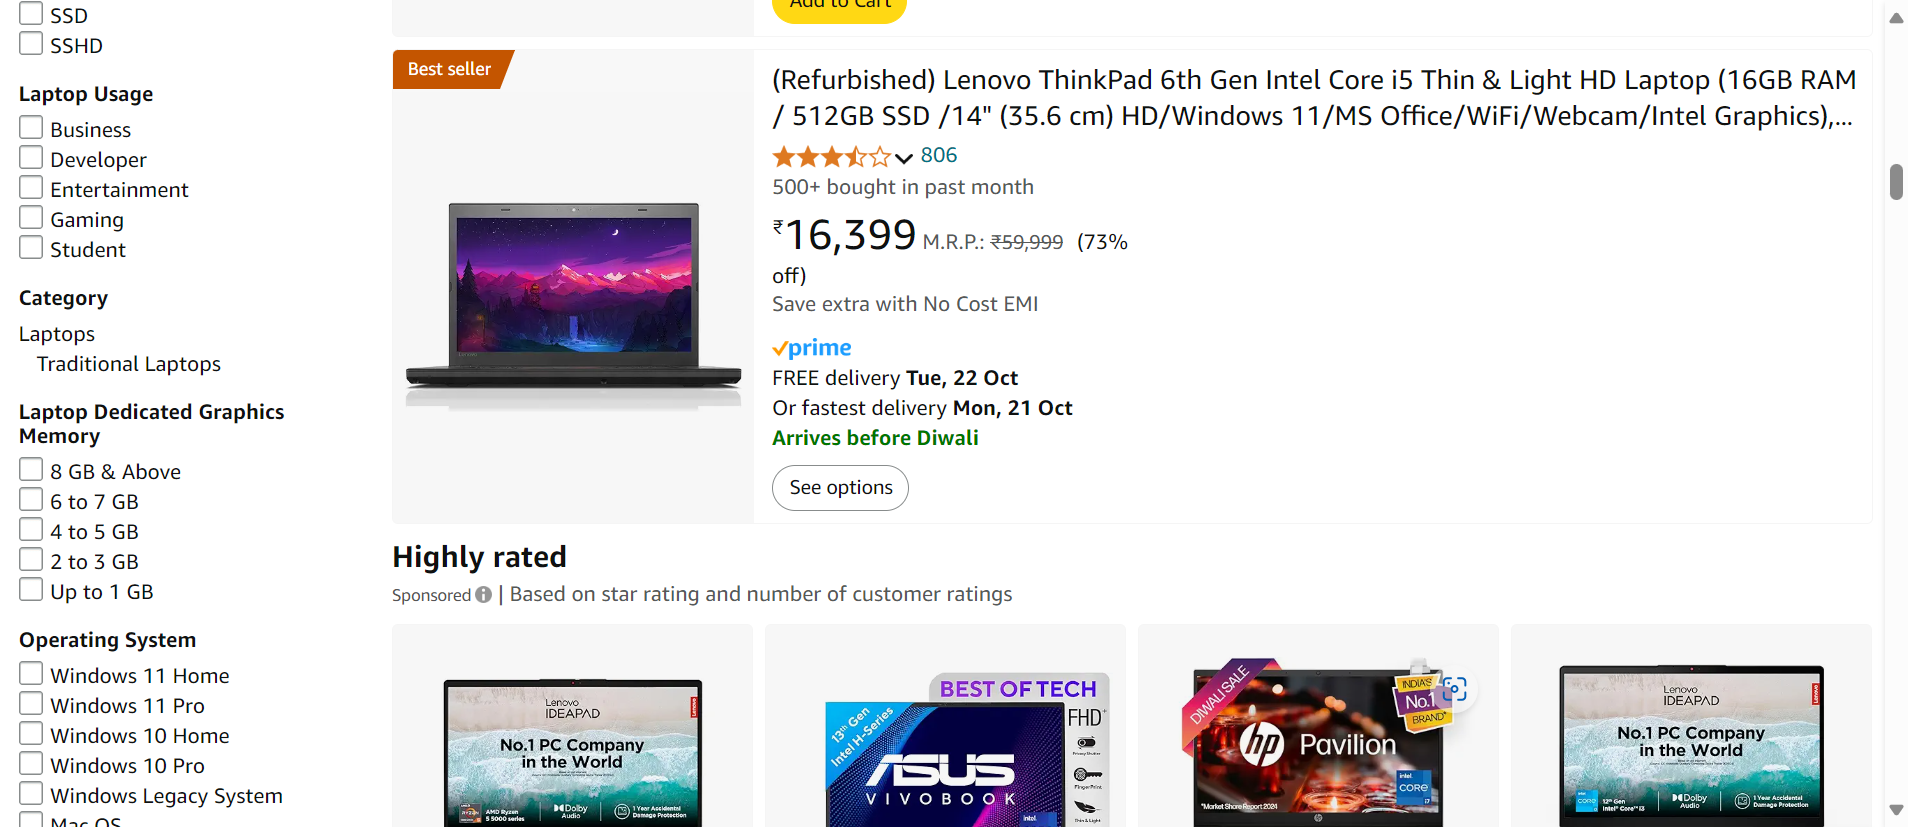 SSD
SSHD
Laptop Usage
Business
Developer
Entertainment
Gaming
Student
Category
Laptops
Traditional Laptops
Laptop Dedicated Graphics
Memory
8 GB & Above
6 to 7 GB
4 to 5 GB
2 to 3 GB
Up to 1 GB
Operating System
Windows 11 Home
Windows 11 Pro
Windows 10 Home
Windows 10 Pro
Windows Legacy System
Mac OS
Add to Cart
Best seller
(Refurbished) Lenovo ThinkPad 6th Gen Intel Core i5 Thin & Light HD Laptop (16GB RAM
/ 512GB SSD /14" (35.6 cm) HD/Windows 11/MS Office/WiFi/Webcam/Intel Graphics),...
806
500+ bought in past month
₹16,399 M.R.P.: ₹59,999 (73%
off)
Save extra with No Cost EMI
prime
FREE delivery Tue, 22 Oct
Or fastest delivery Mon, 21 Oct
Arrives before Diwali
See options
Highly rated
Sponsored | Based on star rating and number of customer ratings
Lenovo
IDEAPAD
Lenovo
No.1 PC Company
in the World
AMD Ryzen
5 5000 series
Dolby
Audio
1 Year Accidental
Damage Protection
BEST OF TECH
13th Gen
Intel H-Series
FHD+
Privacy Shutter
FingerPrint
Thin & Light
ASUS
VIVOBOOK
intel
DIWALI SALE
INDIA'S
No.1
BRAND*
hp Pavilion
intel
CORE
i7
*Market Share Report 2024
Lenovo
IDEAPAD
Lenovo
No.1 PC Company
in the World
intel
CORE
12th Gen
Intel® Core™ i3
Dolby
Audio
1 Year Accidental
Damage Protection